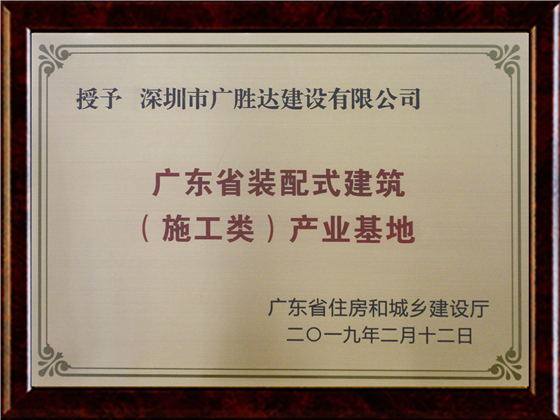 授予 深圳市广胜达建设有限公司
广东省装配式建筑
（施工类）产业基地
广东省住房和城乡建设厅
二〇一九年二月十二日